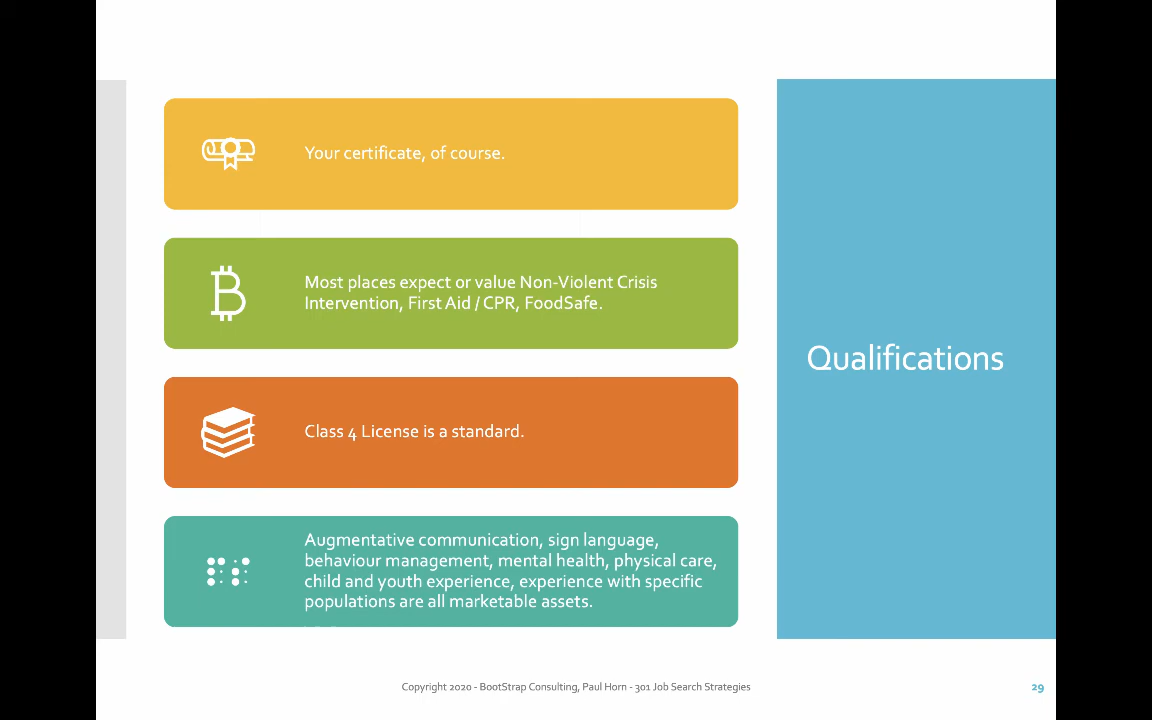 Your certificate, of course.
Most places expect or value Non-Violent Crisis
Intervention, First Aid / CPR, FoodSafe.
Class 4 License is a standard.
Augmentative communication, sign language,
behaviour management, mental health, physical care,
child and youth experience, experience with specific
populations are all marketable assets.
Qualifications
Copyright 2020 - BootStrap Consulting, Paul Horn - 301 Job Search Strategies
29